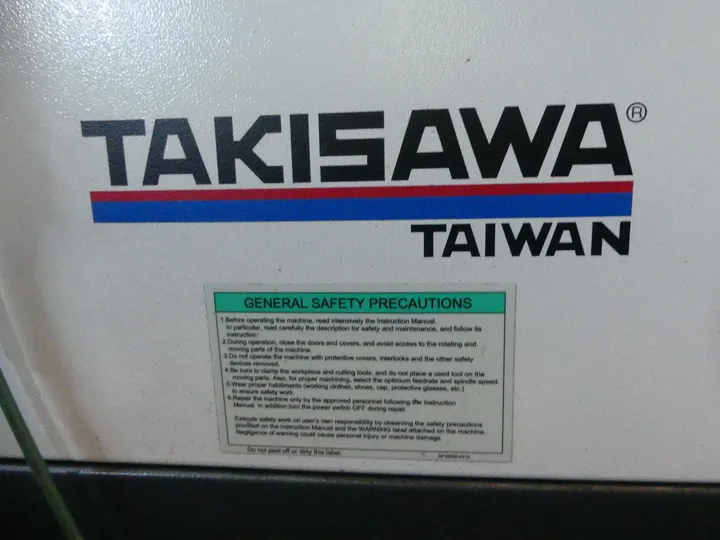 TAKISAWA®
TAIWAN
GENERAL SAFETY PRECAUTIONS
1.Before operating the machine, read intensively the Instruction Manual.
In particular, read carefully the description for safety and maintenance, and follow its
instruction.
2.During operation, close the doors and covers, and avoid access to the rotating and
moving parts of the machine.
3.Do not operate the machine with protective covers, interlocks and the other safety
devices removed.
4.Be sure to clamp the workpiece and cutting tools, and do not place a used tool on the
moving parts. Also, for proper machining, select the optimum feedrate and spindle speed.
5.Wear proper habiliments (working clothes, shoes, cap, protective glasses, etc.)
to ensure safety work.
6.Repair the machine only by the approved personnel following the Instruction
Manual. In addition turn the power switch OFF during repair.
Execute safety work on user's own responsibility by observing the safety precautions
provided on the Instruction Manual and the WARNING label attached on the machine.
Negligence of warning could cause personal injury or machine damage.
Do not peel off or dirty this label